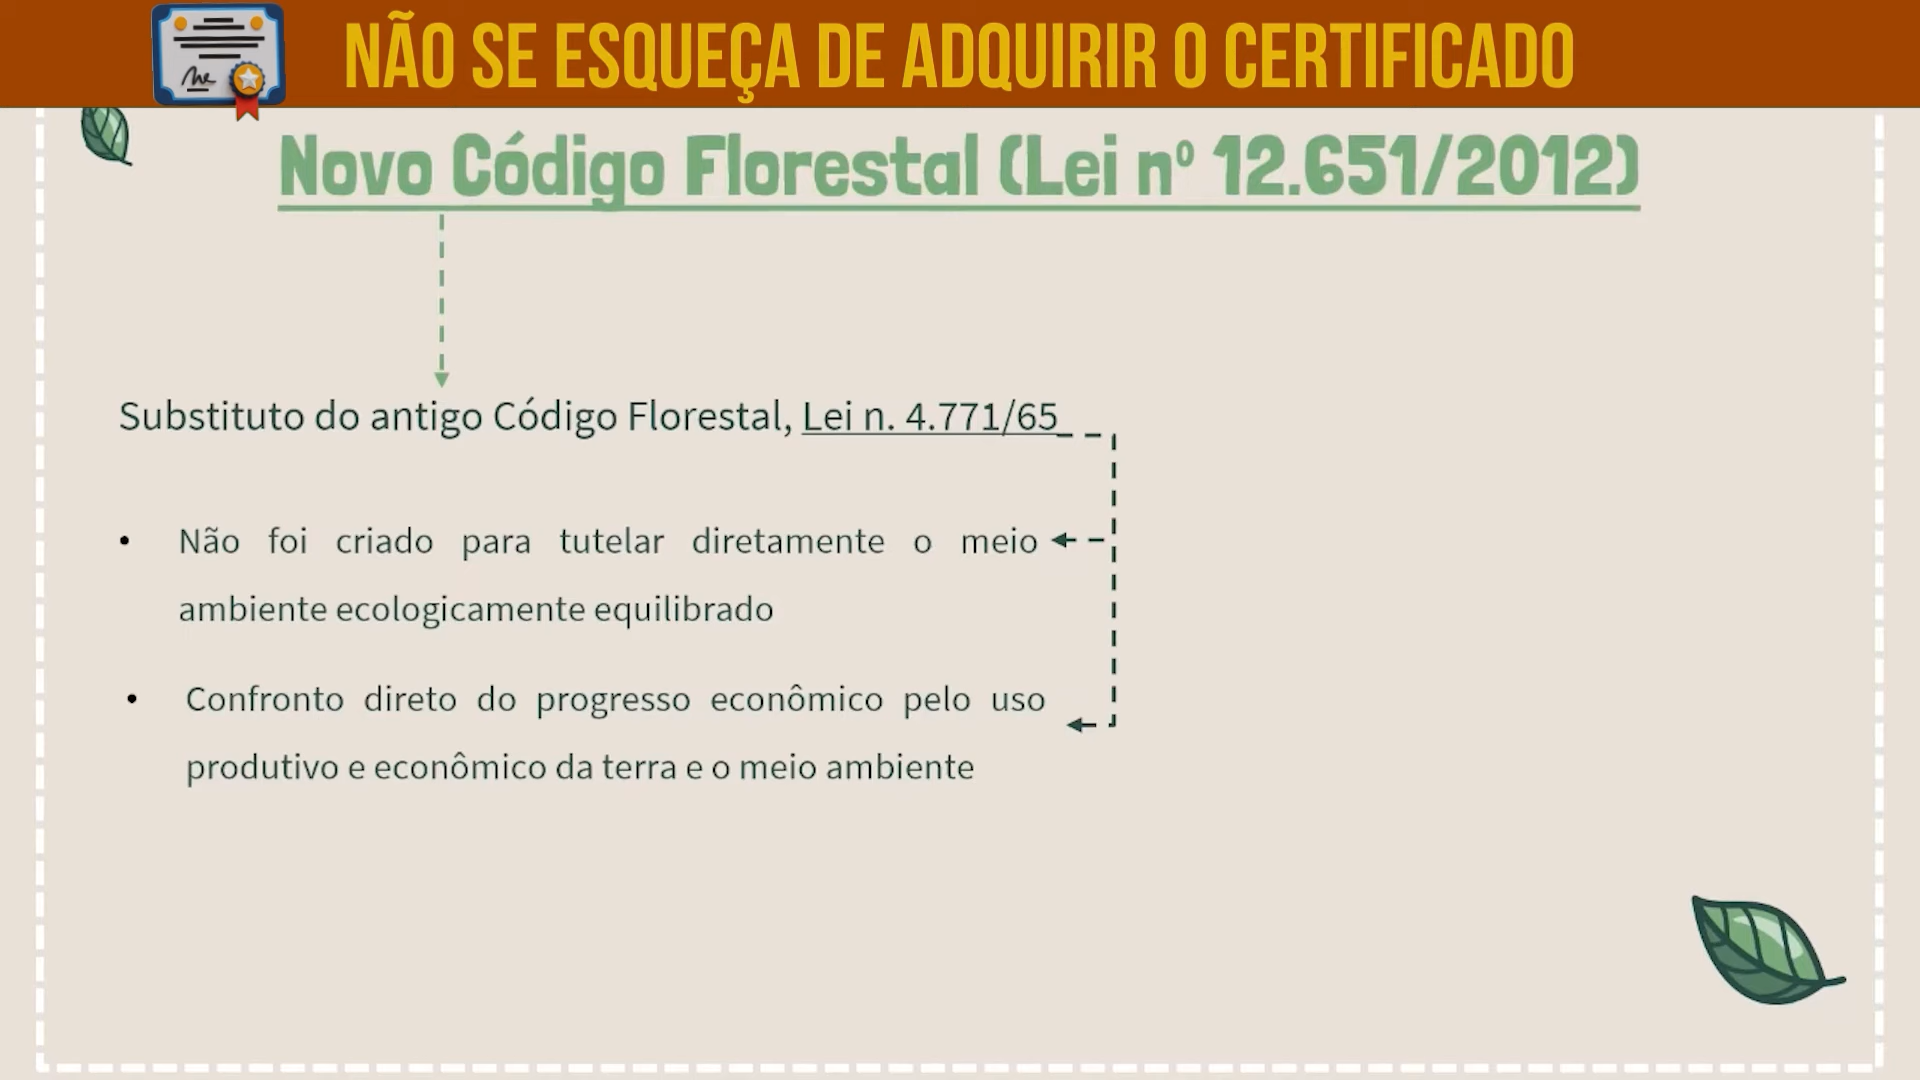 NÃO SE ESQUEÇA DE ADQUIRIR O CERTIFICADO
Novo Código Florestal (Lei nº 12.651/2012)
Substituto do antigo Código Florestal, Lei n. 4.771/65
• Não foi criado para tutelar diretamente o meio
ambiente ecologicamente equilibrado
• Confronto direto do progresso econômico pelo uso
produtivo e econômico da terra e o meio ambiente